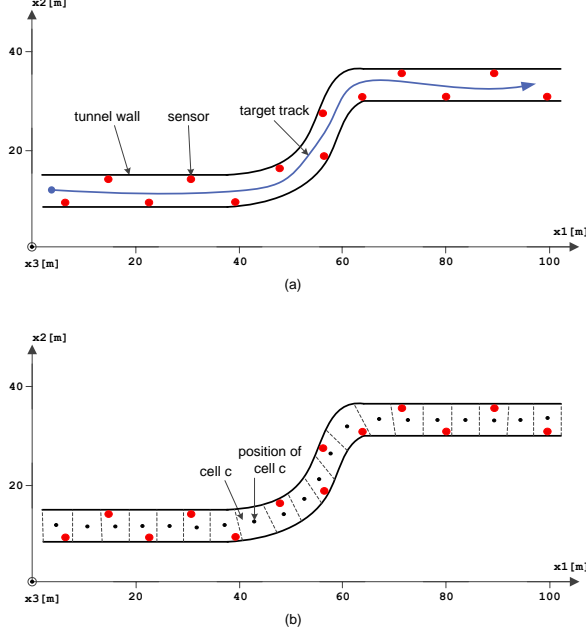 x2[m]
40
tunnel wall
sensor
target track
20
x1[m]
x3[m]
20
40
60
80
100
(a)
x2[m]
40
position of
cell c
cell c
20
x1[m]
x3[m]
20
40
60
80
100
(b)